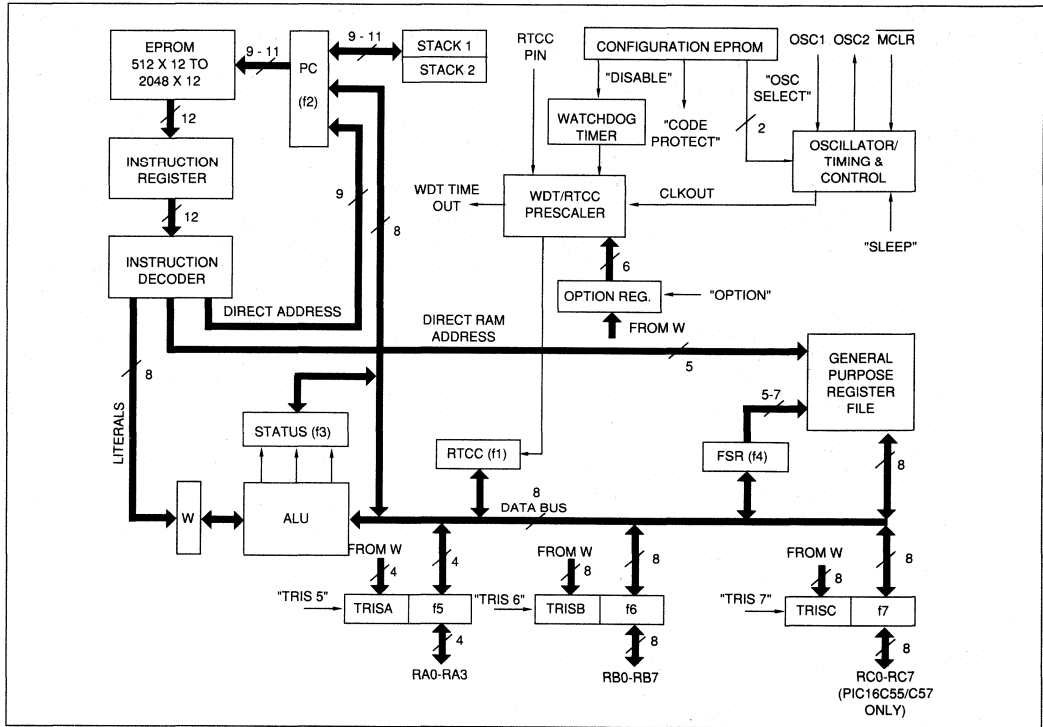 9 - 11
9-11
EPROM
512 X 12 TO
2048 X 12
PC
(f2)
STACK 1
STACK 2
RTCC
PIN
CONFIGURATION EPROM
OSC1 OSC2 MCLR
"DISABLE"
"OSC
SELECT"
WATCHDOG
TIMER
"CODE
PROTECT"
2
OSCILLATOR/
TIMING &
CONTROL
12
INSTRUCTION
REGISTER
9
8
WDT TIME
OUT
WDT/RTCC
PRESCALER
CLKOUT
12
"SLEEP"
INSTRUCTION
DECODER
6
OPTION REG.
"OPTION"
FROM W
DIRECT ADDRESS
DIRECT RAM
ADDRESS
5
GENERAL
PURPOSE
REGISTER
FILE
8
LITERALS
5-7
STATUS (f3)
RTCC (f1)
FSR (f4)
8
8
DATA BUS
W
ALU
FROM W
4
4
FROM W
8
8
FROM W
8
8
"TRIS 5"
TRISA
f5
"TRIS 6"
TRISB
f6
"TRIS 7"
TRISC
f7
4
8
8
RA0-RA3
RB0-RB7
RC0-RC7
(PIC16C55/C57
ONLY)